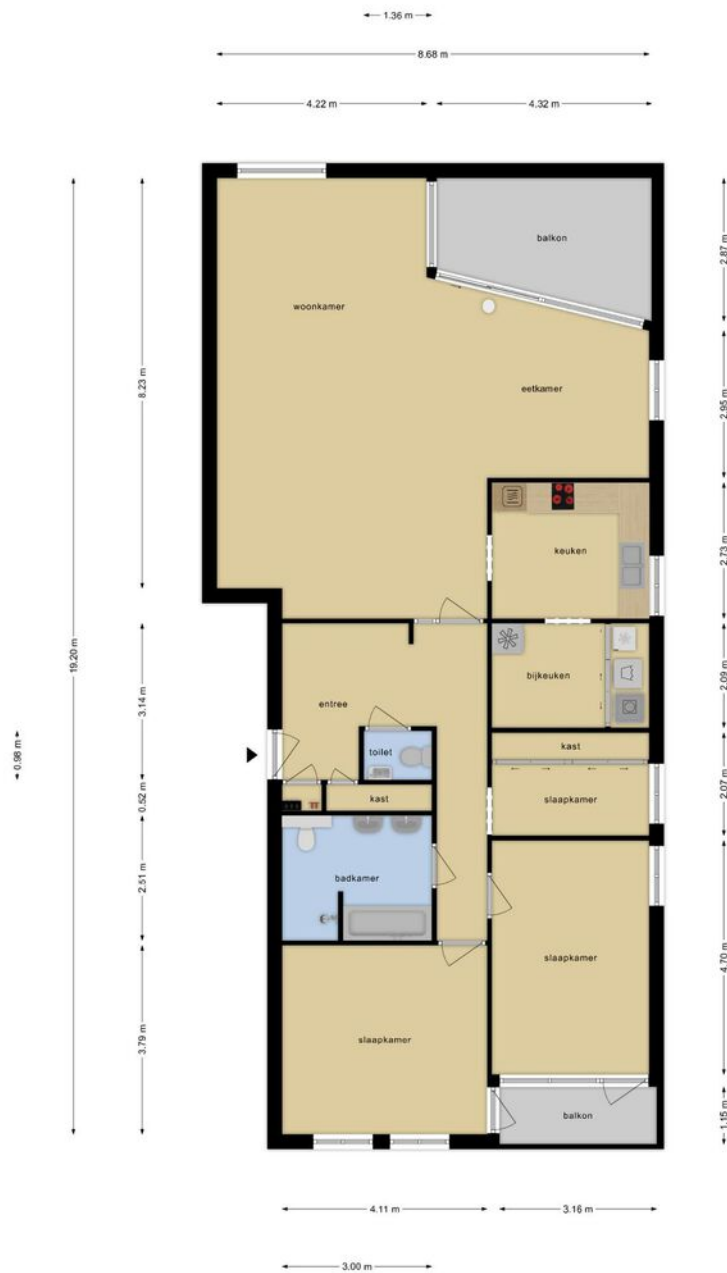 1.36 m
8.68 m
4.22 m
4.32 m
balkon
woonkamer
eetkamer
keuken
bijkeuken
entree
toilet
kast
slaapkamer
kast
badkamer
slaapkamer
slaapkamer
balkon
19.20 m
0.98 m
8.23 m
3.14 m
0.52 m
2.51 m
3.79 m
2.87 m
2.95 m
2.73 m
2.09 m
2.07 m
4.70 m
1.15 m
4.11 m
3.16 m
3.00 m